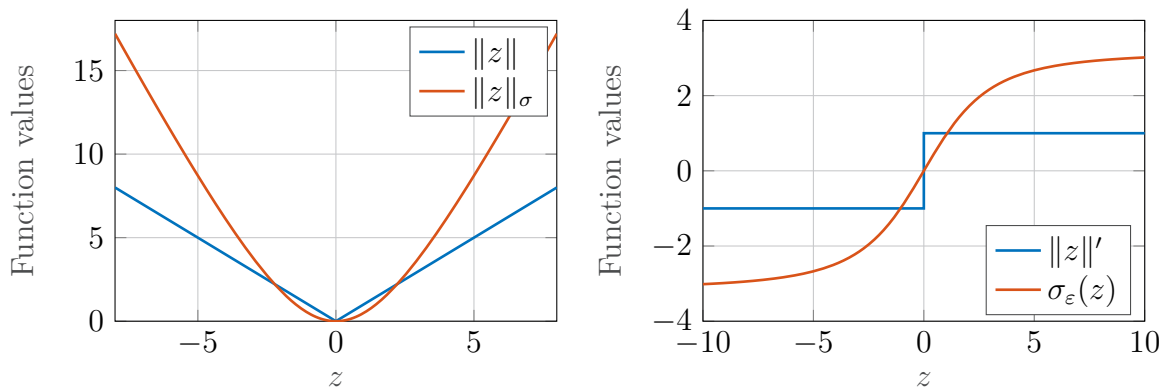 Function values
15
10
5
0
−5
0
5
z
‖z‖
‖z‖σ
Function values
4
2
0
−2
−4
−10
−5
0
5
10
z
‖z‖′
σε(z)